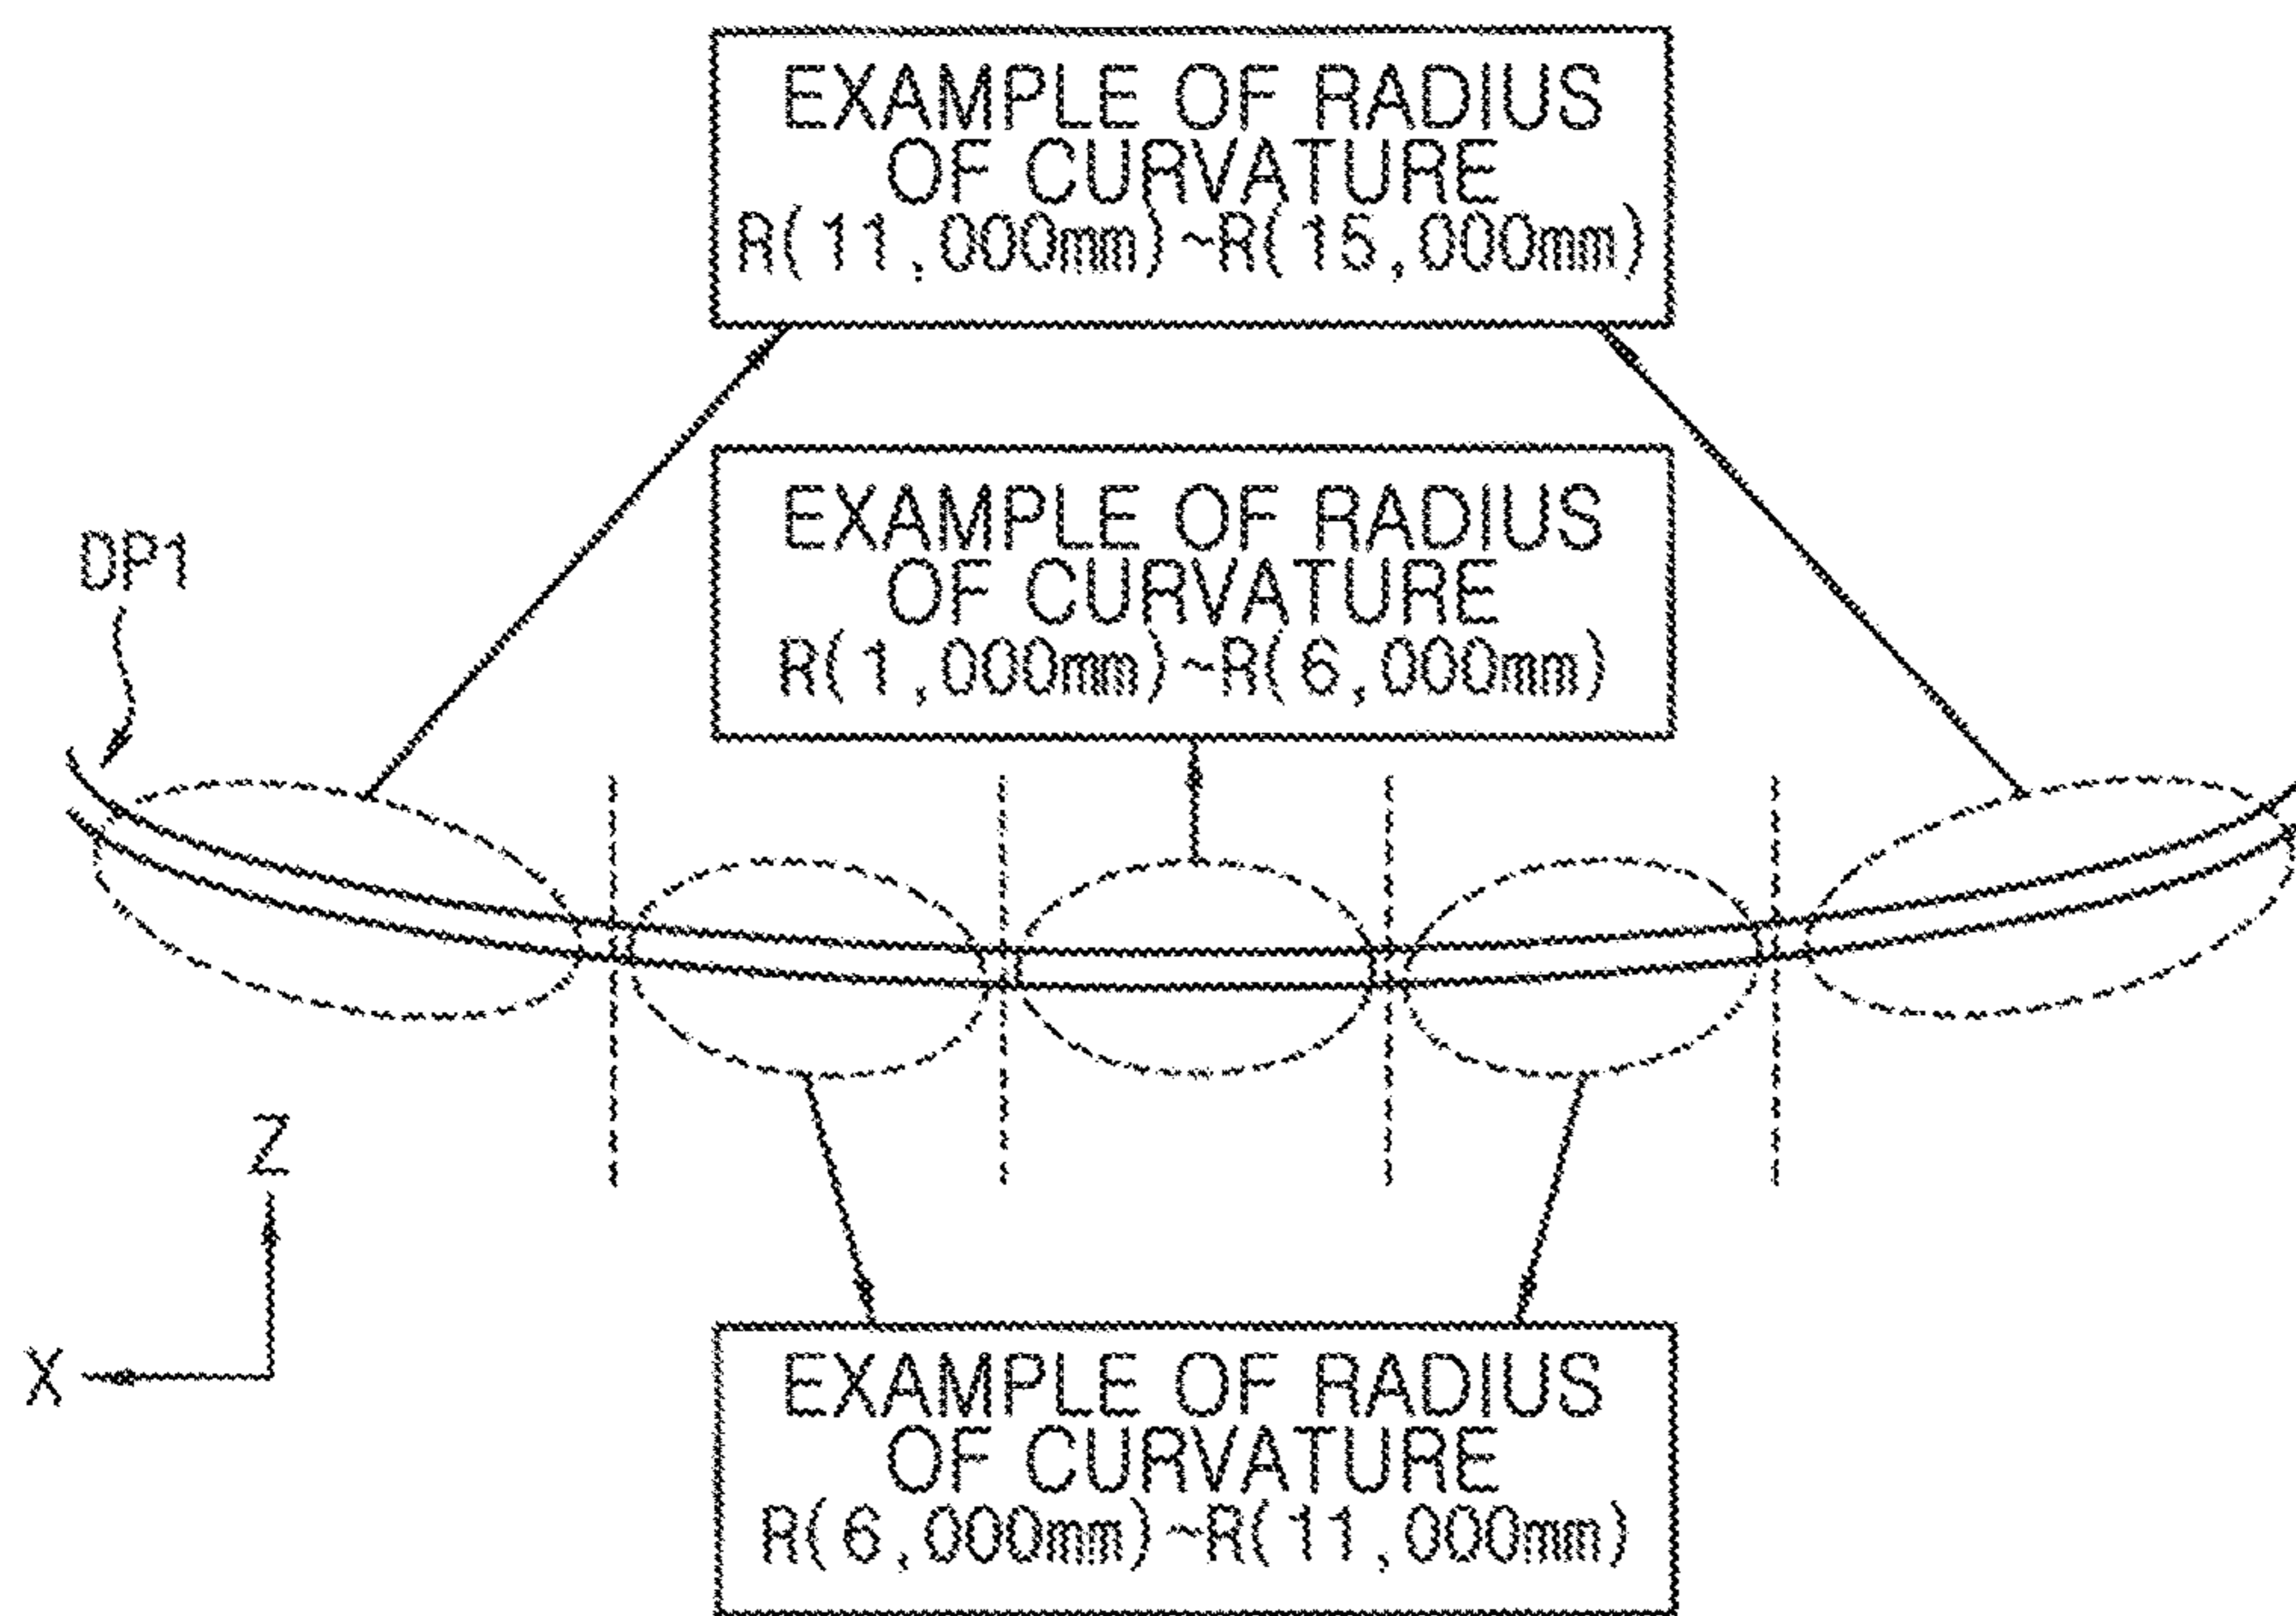 EXAMPLE OF RADIUS
OF CURVATURE
R(11,000mm)~R(15,000mm)
EXAMPLE OF RADIUS
OF CURVATURE
R(1,000mm)~R(6,000mm)
DP1
Z
X
EXAMPLE OF RADIUS
OF CURVATURE
R(6,000mm)~R(11,000mm)